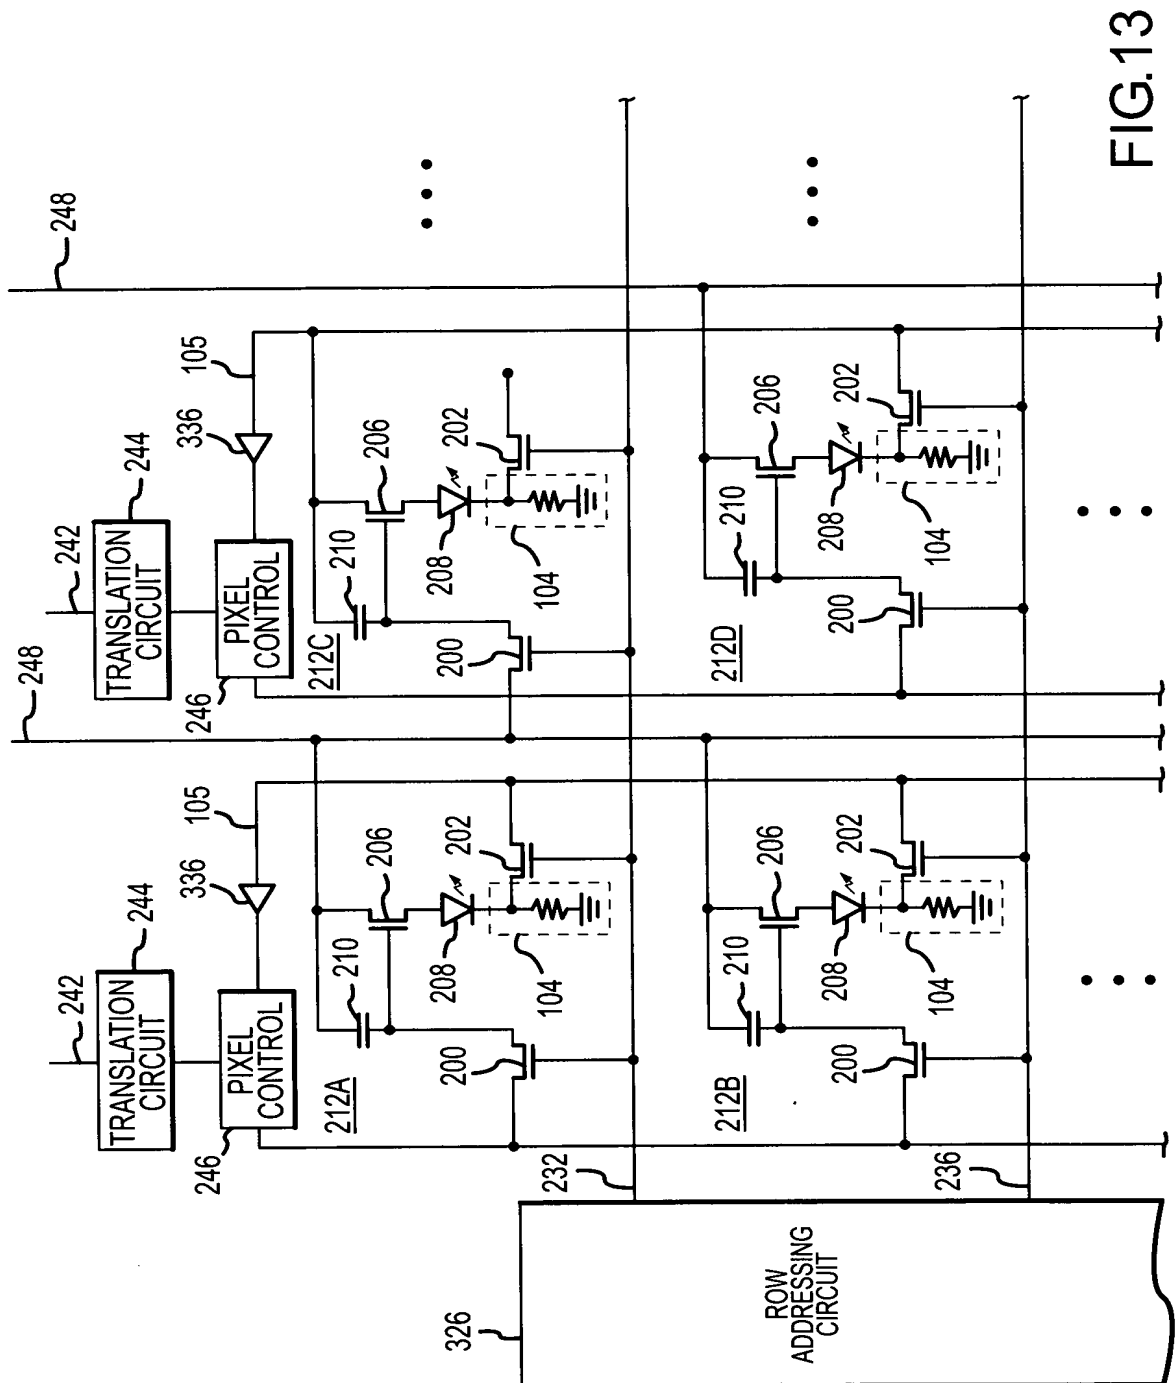 248
248
242
242
244
244
TRANSLATION
CIRCUIT
TRANSLATION
CIRCUIT
336
105
336
105
246
PIXEL
CONTROL
246
PIXEL
CONTROL
212A
210
206
212C
210
206
200
208
202
200
208
202
104
104
326
232
212B
210
206
212D
210
206
ROW
ADDRESSING
CIRCUIT
200
208
202
200
208
202
104
104
236
FIG.13